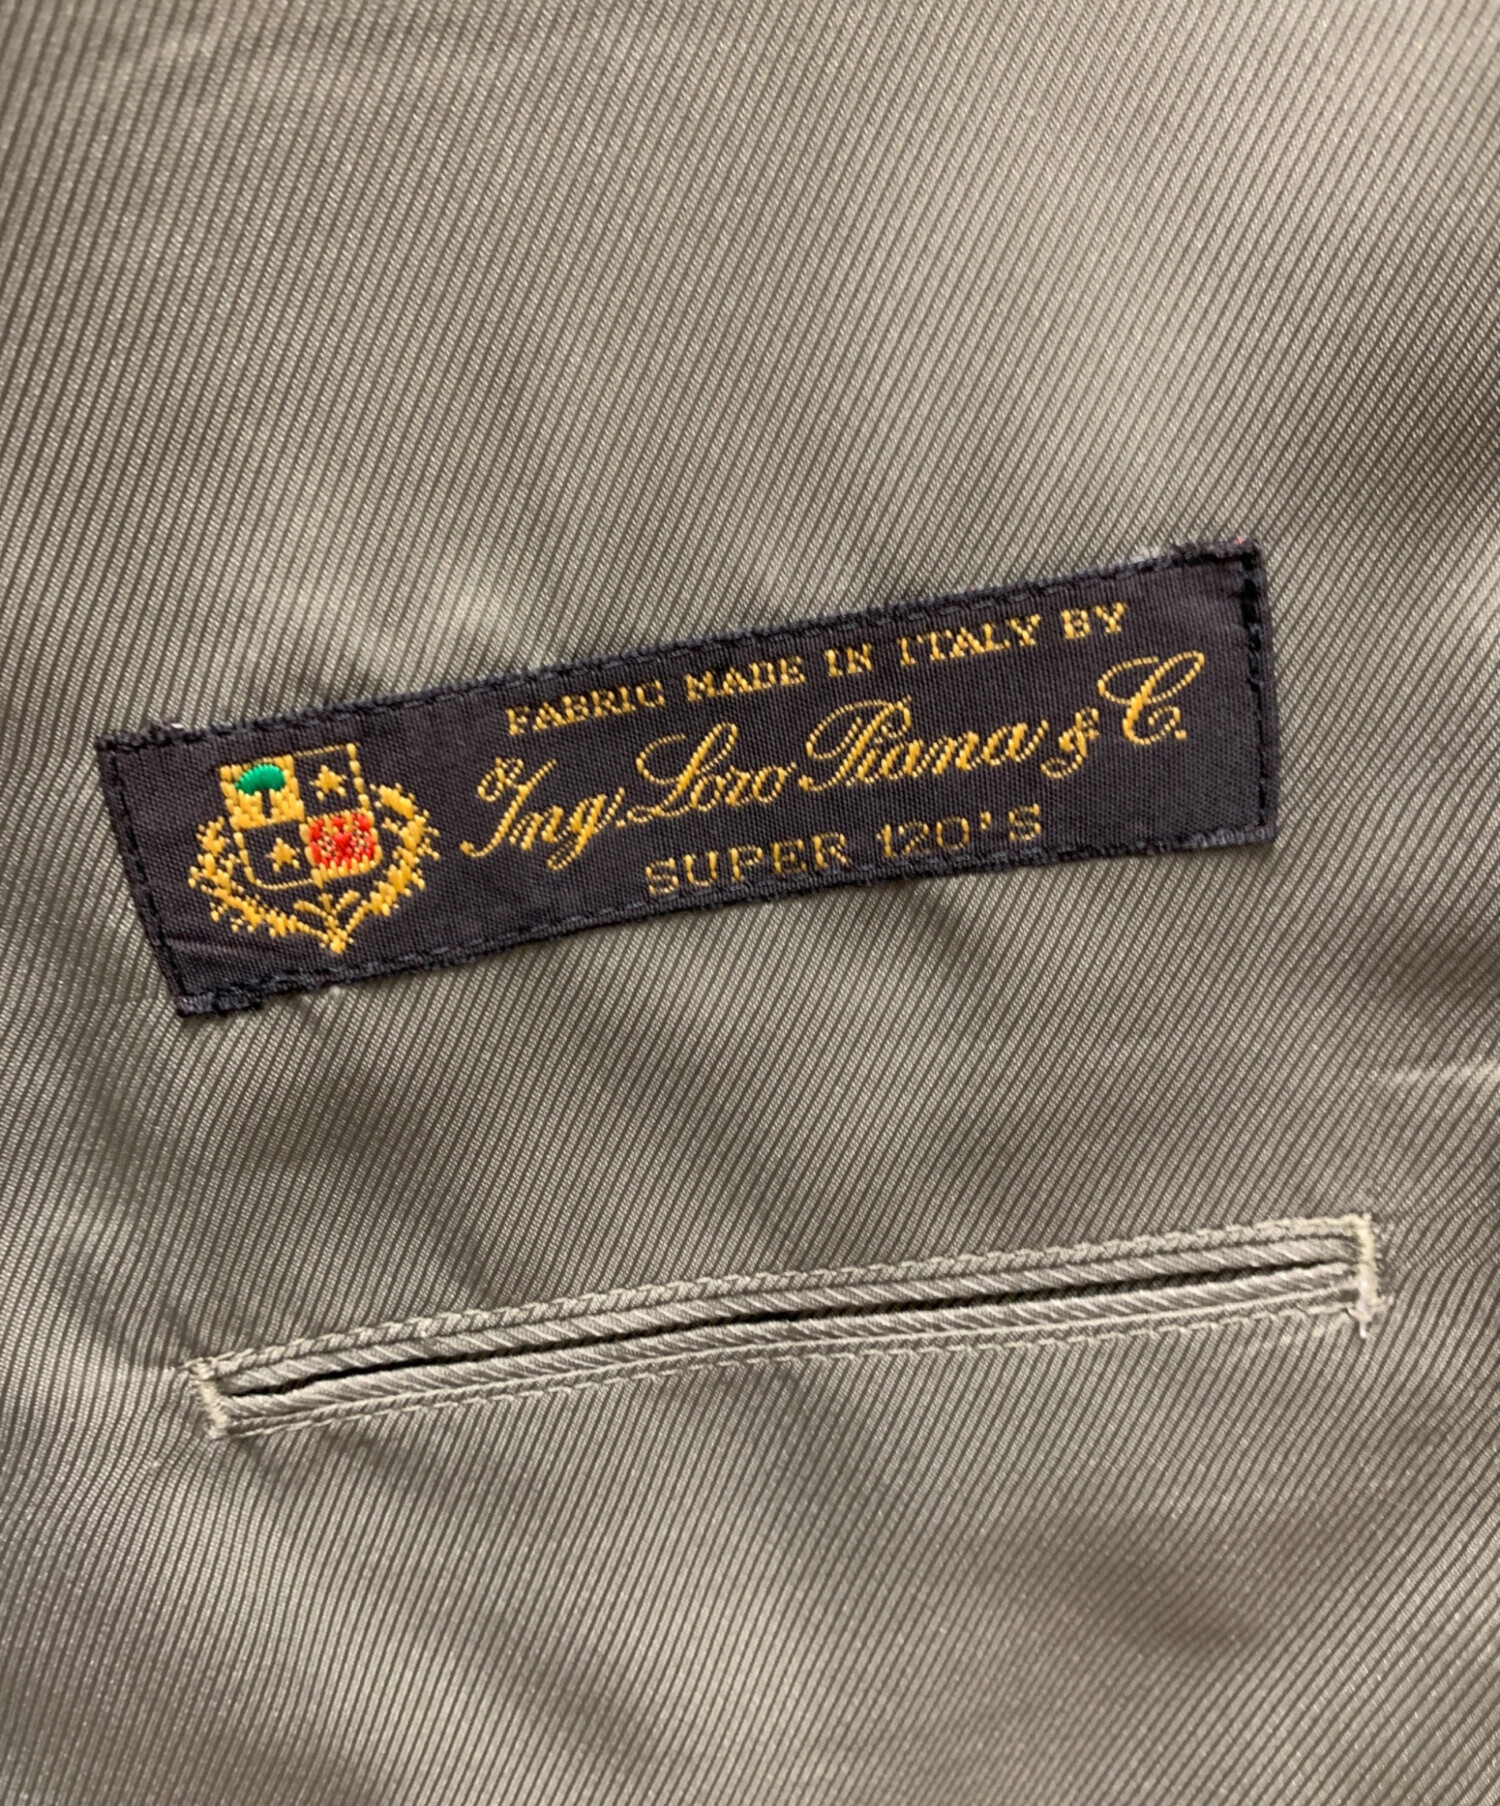 FABRIC MADE IN ITALY BY
Ing. Loro Piana & C.
SUPER 120'S